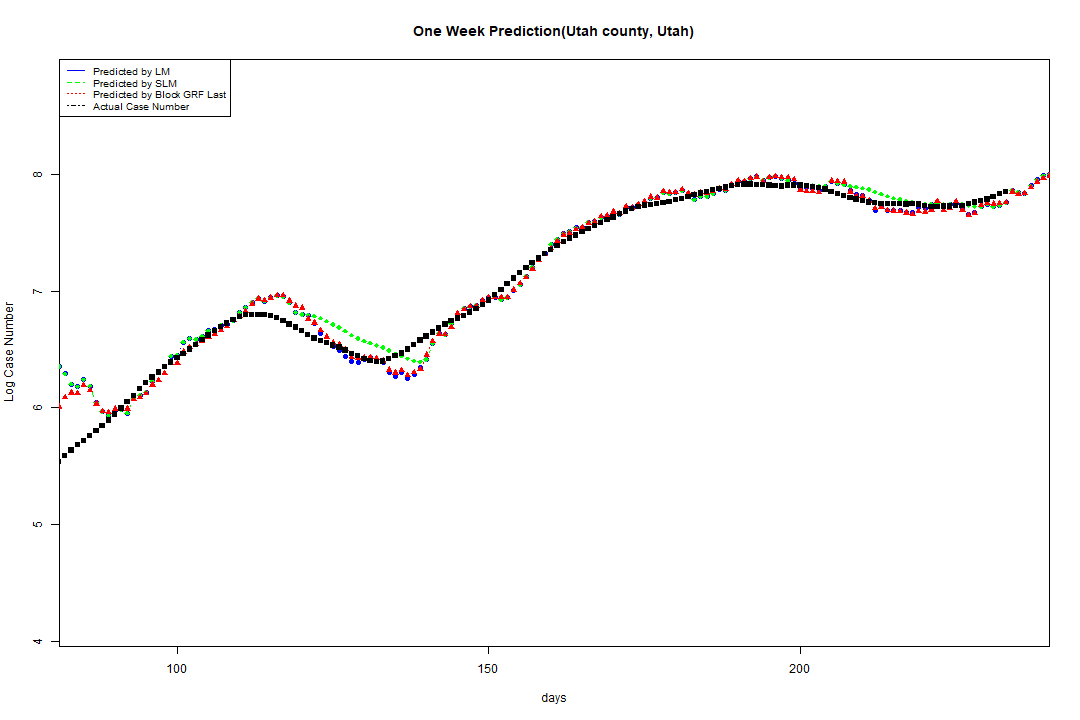 One Week Prediction(Utah county, Utah)
Predicted by LM
Predicted by SLM
Predicted by Block GRF Last
Actual Case Number
8
7
6
5
4
Log Case Number
100 150 200
days